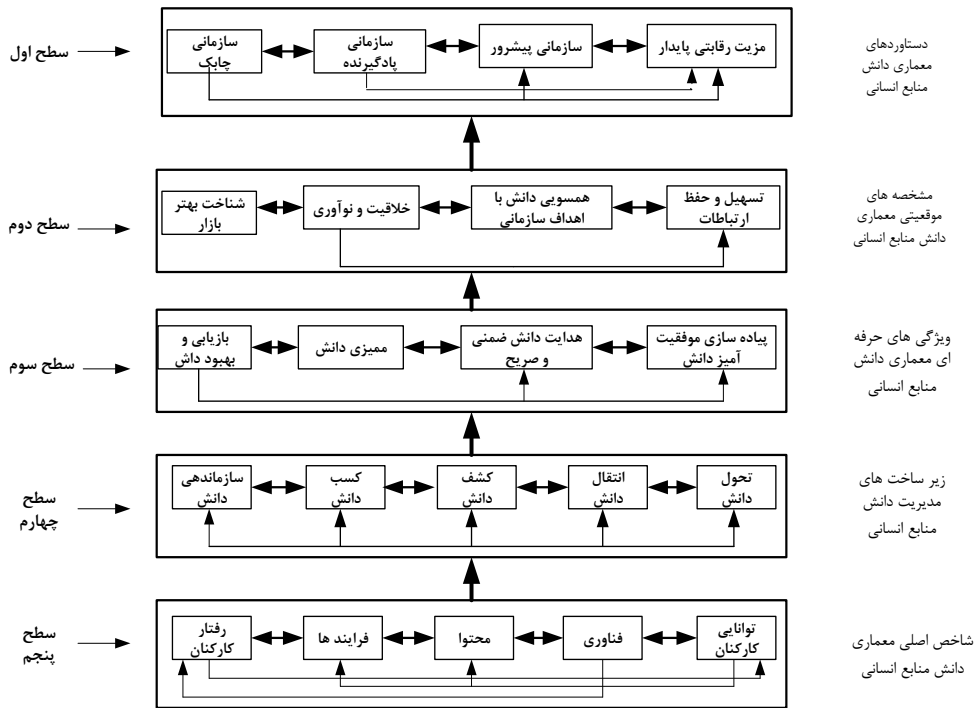 دستاوردهای
معماری دانش
منابع انسانی
مزیت رقابتی پایدار
سازمانی پیشرور
سازمانی
پادگیرنده
سازمانی
چابک
سطح اول
مشخصه های
موقعیتی معماری
دانش منابع انسانی
تسهیل و حفظ
ارتباطات
همسویی دانش با
اهداف سازمانی
خلاقیت و نوآوری
شناخت بهتر
بازار
سطح دوم
ویژگی های حرفه
ای معماری دانش
منابع انسانی
پیاده سازی موفقیت
آمیز دانش
هدایت دانش ضمنی
و صریح
ممیزی دانش
بازیابی و
بهبود داش
سطح سوم
زیر ساخت های
مدیریت دانش
منابع انسانی
تحول
دانش
انتقال
دانش
کشف
دانش
کسب
دانش
سازماندهی
دانش
سطح
چهارم
شاخص اصلی معماری
دانش منابع انسانی
توانایی
کارکنان
فناوری
محتوا
فرایند ها
رفتار
کارکنان
سطح
پنجم